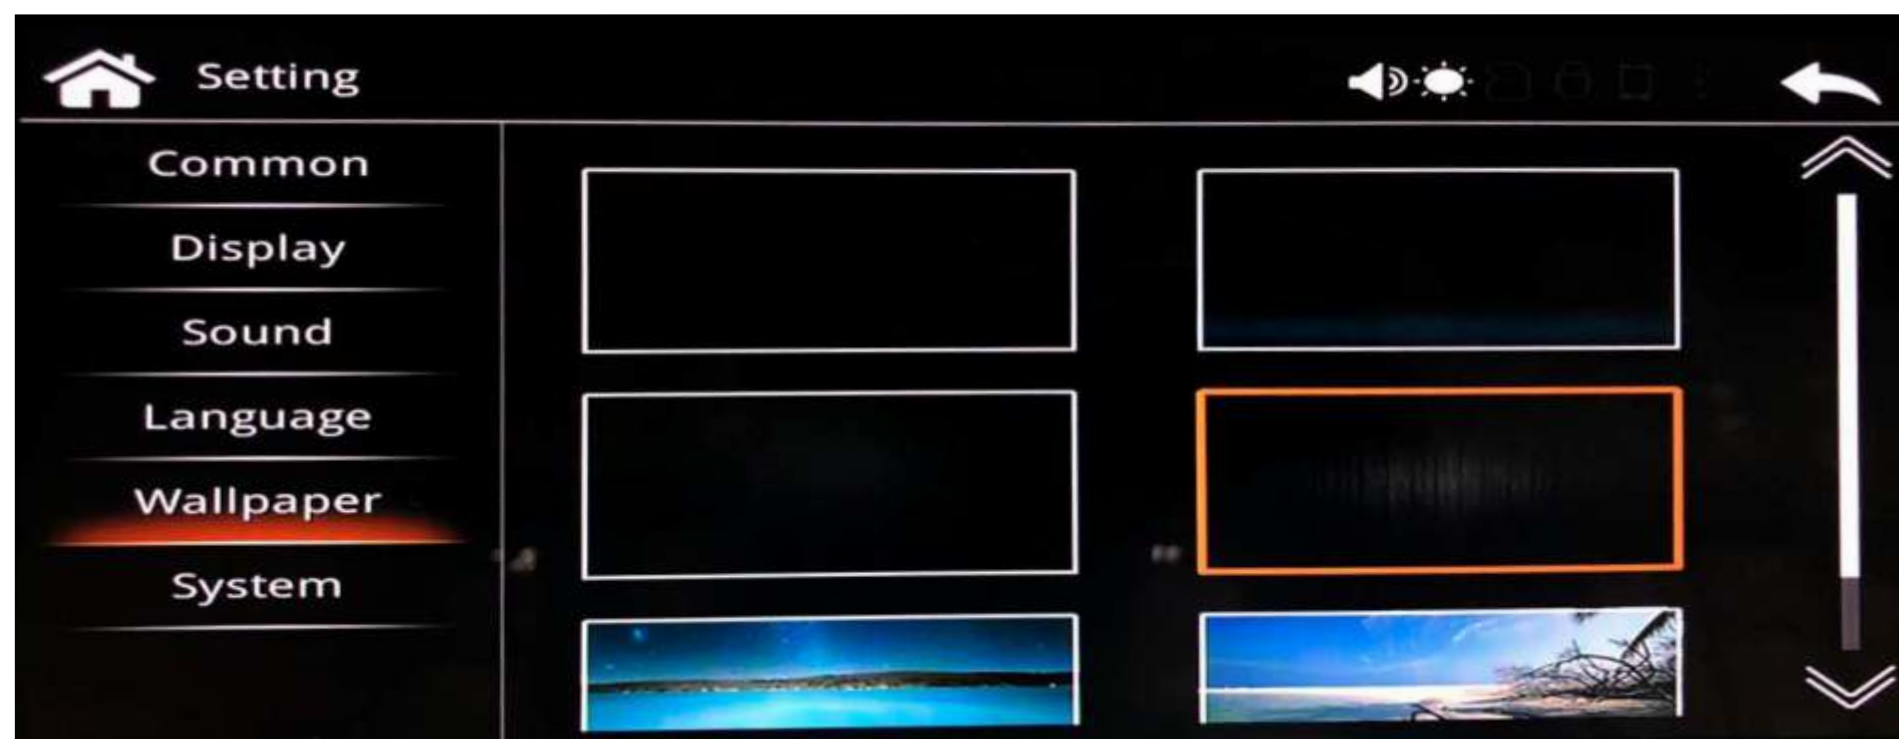 Setting
Common
Display
Sound
Language
Wallpaper
System